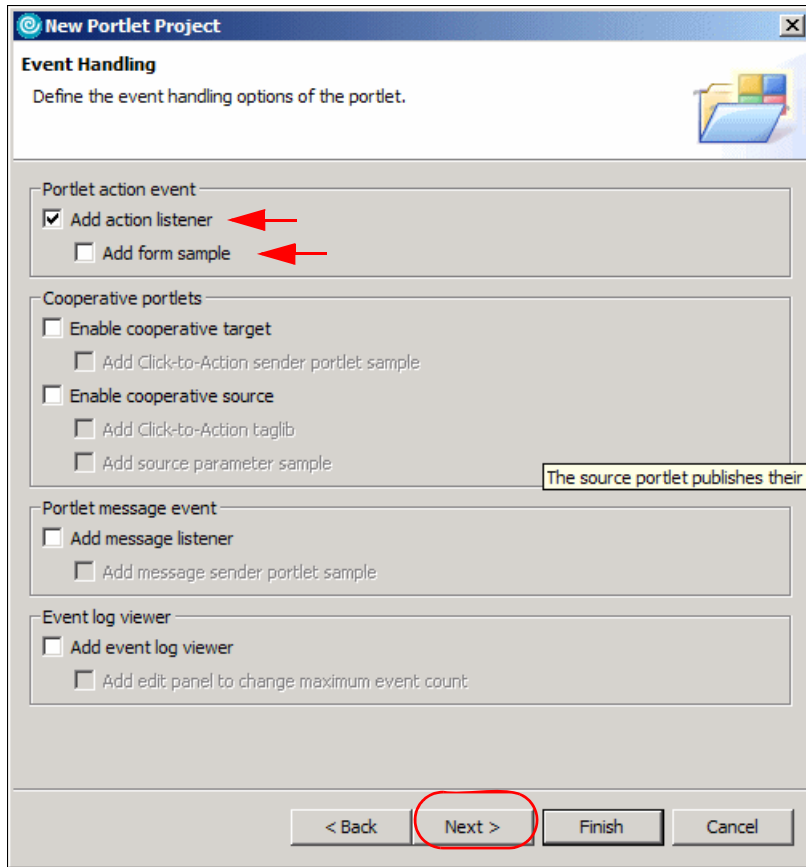 New Portlet Project
Event Handling
Define the event handling options of the portlet.
Portlet action event
Add action listener
Add form sample
Cooperative portlets
Enable cooperative target
Add Click-to-Action sender portlet sample
Enable cooperative source
Add Click-to-Action taglib
Add source parameter sample
The source portlet publishes their
Portlet message event
Add message listener
Add message sender portlet sample
Event log viewer
Add event log viewer
Add edit panel to change maximum event count
< Back Next > Finish Cancel